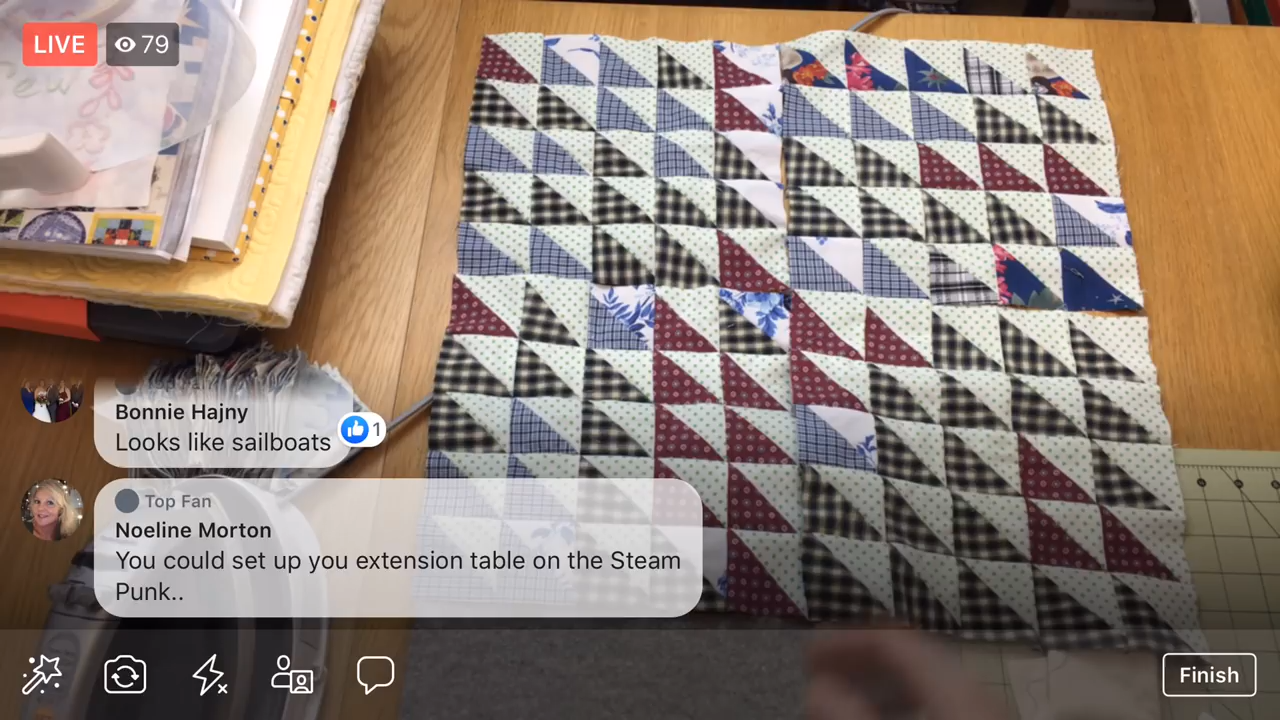 LIVE
79
Sew
Bonnie Hajny
Looks like sailboats
1
Top Fan
Noeline Morton
You could set up you extension table on the Steam
Punk..
Finish